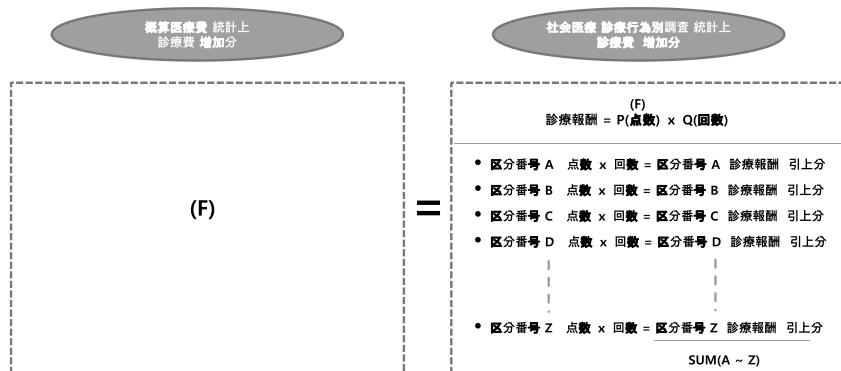 概算医療費 統計上
診療費 増加分
社会医療 診療行為別調査 統計上
診療費 増加分
(F)
=
(F)
診療報酬 = P(点数) x Q(回数)
• 区分番号 A 点数 x 回数 = 区分番号 A 診療報酬 引上分
• 区分番号 B 点数 x 回数 = 区分番号 B 診療報酬 引上分
• 区分番号 C 点数 x 回数 = 区分番号 C 診療報酬 引上分
• 区分番号 D 点数 x 回数 = 区分番号 D 診療報酬 引上分
• 区分番号 Z 点数 x 回数 = 区分番号 Z 診療報酬 引上分
SUM(A ~ Z)